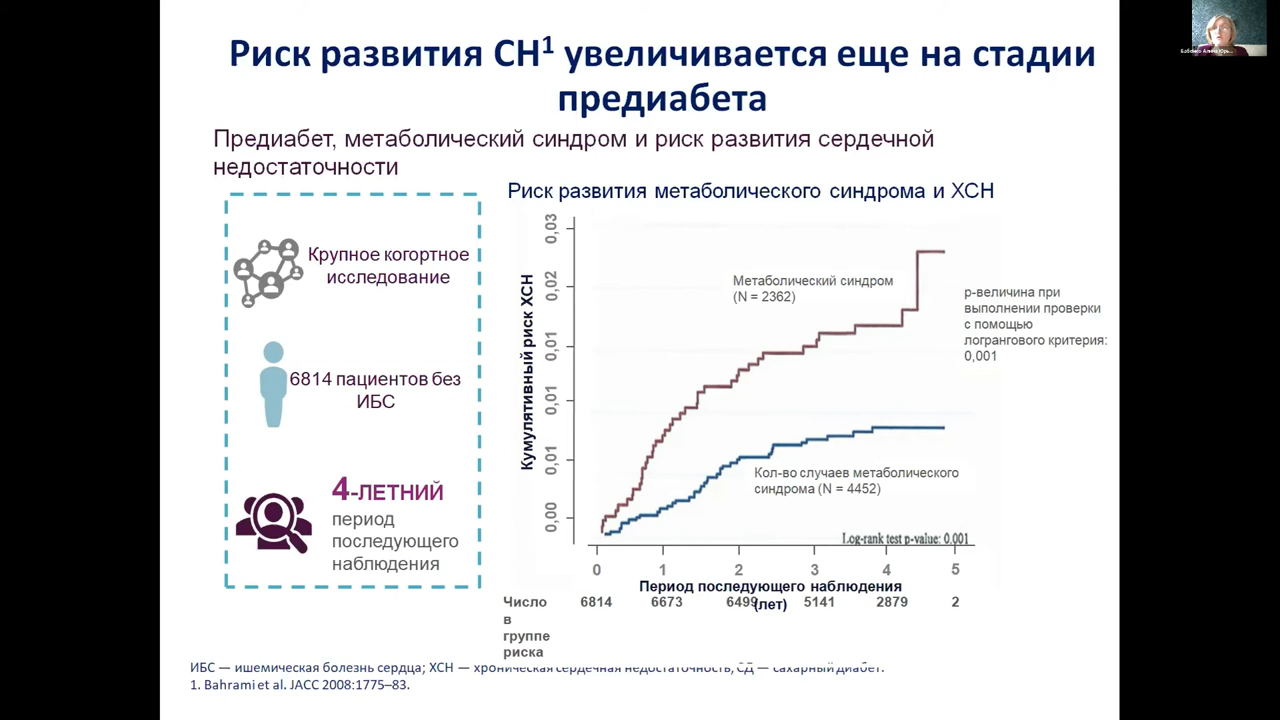 Риск развития СН1 увеличивается еще на стадии
предиабета
Предиабет, метаболический синдром и риск развития сердечной
недостаточности
Крупное когортное
исследование
6814 пациентов без
ИБС
4-ЛЕТНИЙ
период
последующего
наблюдения
Риск развития метаболического синдрома и ХСН
Кумулятивный риск ХСН
0,03
0,02
0,01
0,01
0,01
0,00
Метаболический синдром
(N = 2362)
р-величина при
выполнении проверки
с помощью
логрангового критерия:
0,001
Кол-во случаев метаболического
синдрома (N = 4452)
Log-rank test p-value: 0.001
0 1 2 3 4 5
Период последующего наблюдения
(лет)
Число
в
группе
риска
6814 6673 6499 5141 2879 2
ИБС — ишемическая болезнь сердца; ХСН — хроническая сердечная недостаточность; СД — сахарный диабет.
1. Bahrami et al. JACC 2008:1775–83.